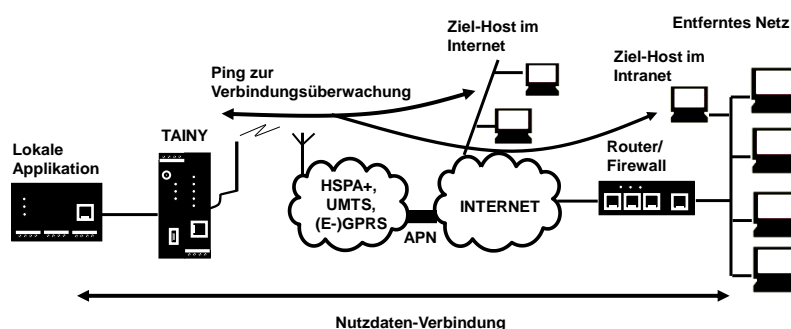 Entferntes Netz
Ziel-Host im
Internet
Ziel-Host im
Intranet
Ping zur
Verbindungsüberwachung
TAINY
Lokale
Applikation
Router/
Firewall
HSPA+,
UMTS,
(E-)GPRS
APN
INTERNET
Nutzdaten-Verbindung